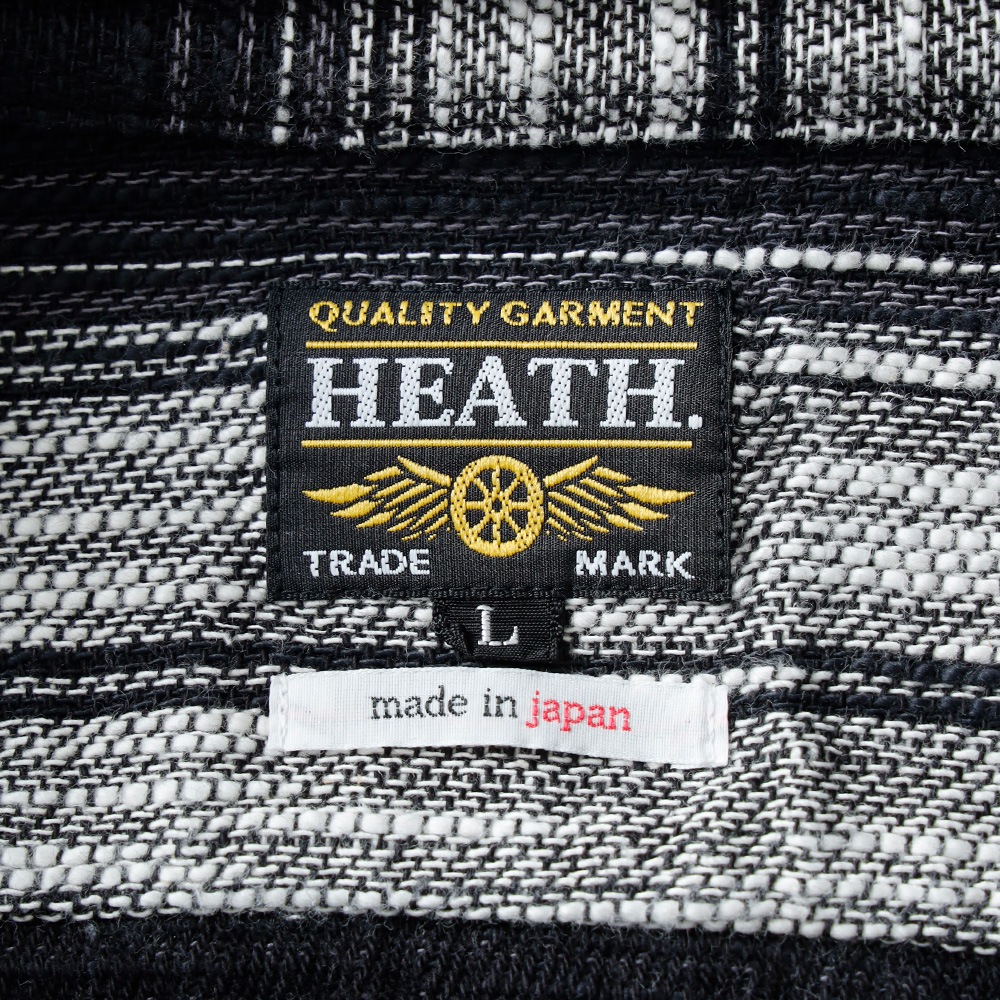 QUALITY GARMENT
HEATH.
TRADE MARK
L
made in japan